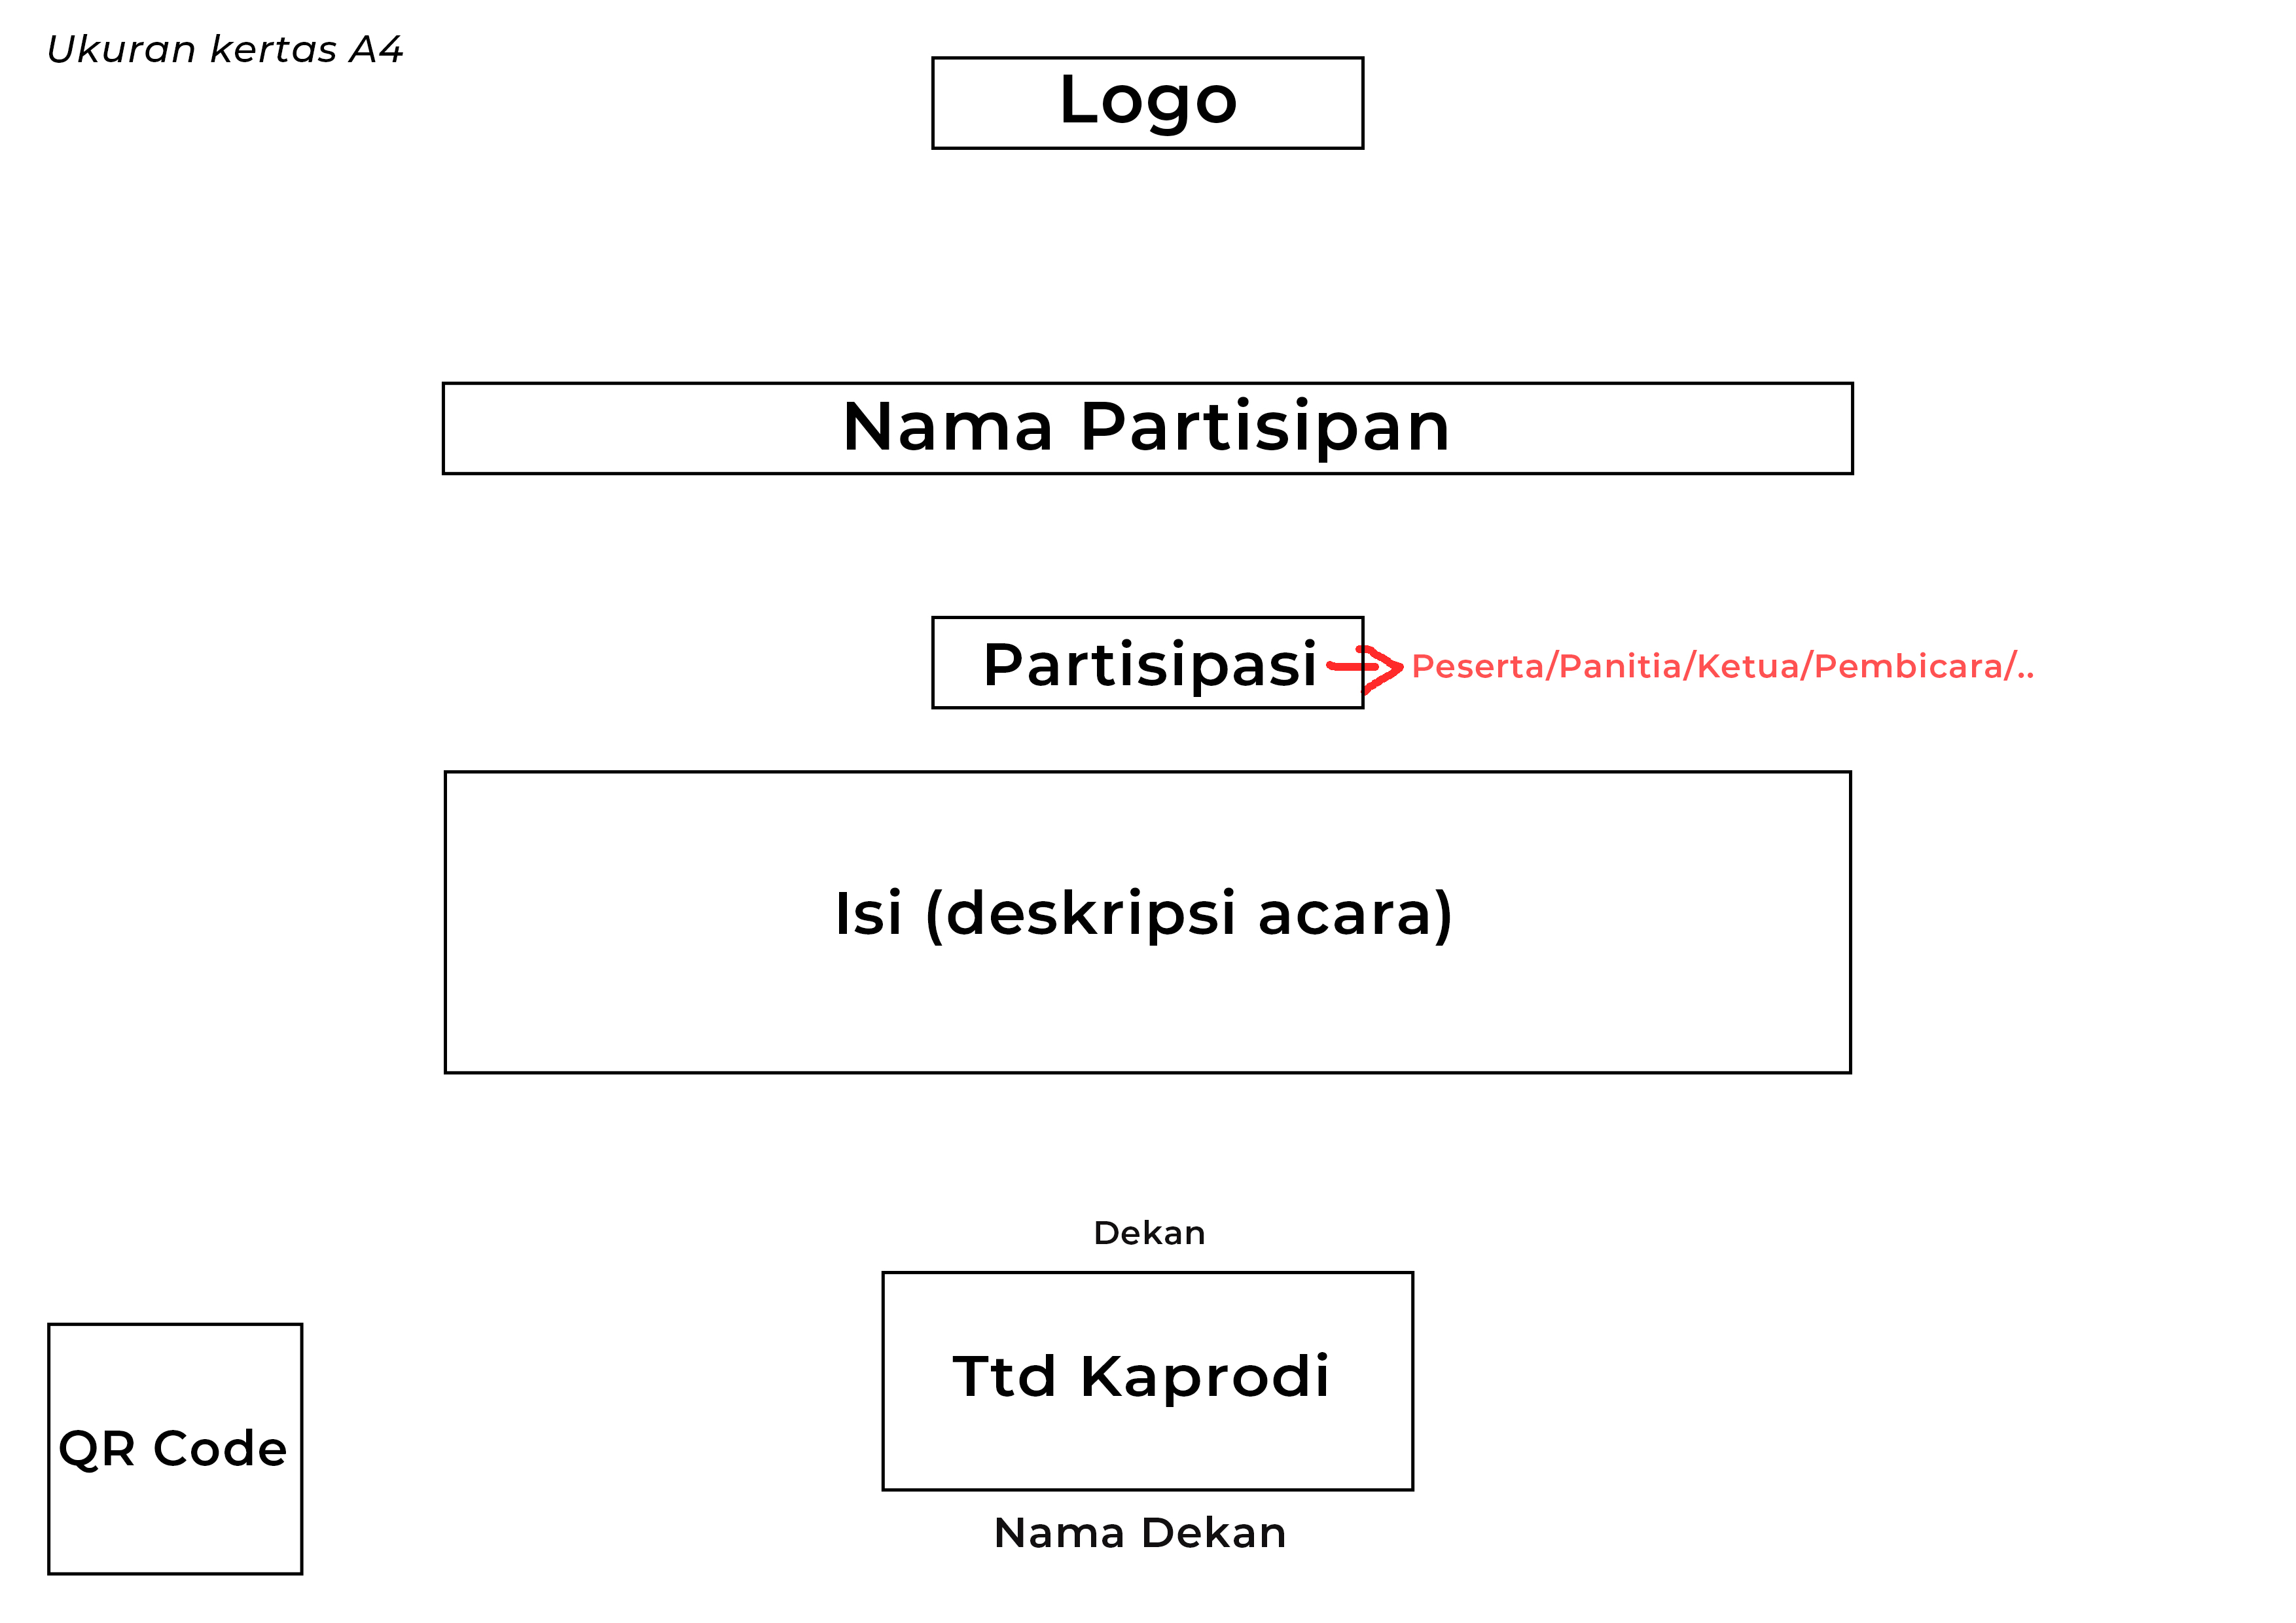 Ukuran kertas A4
Logo
Nama Partisipan
Partisipasi
Peserta/Panitia/Ketua/Pembicara/..
Isi (deskripsi acara)
Dekan
Ttd Kaprodi
QR Code
Nama Dekan